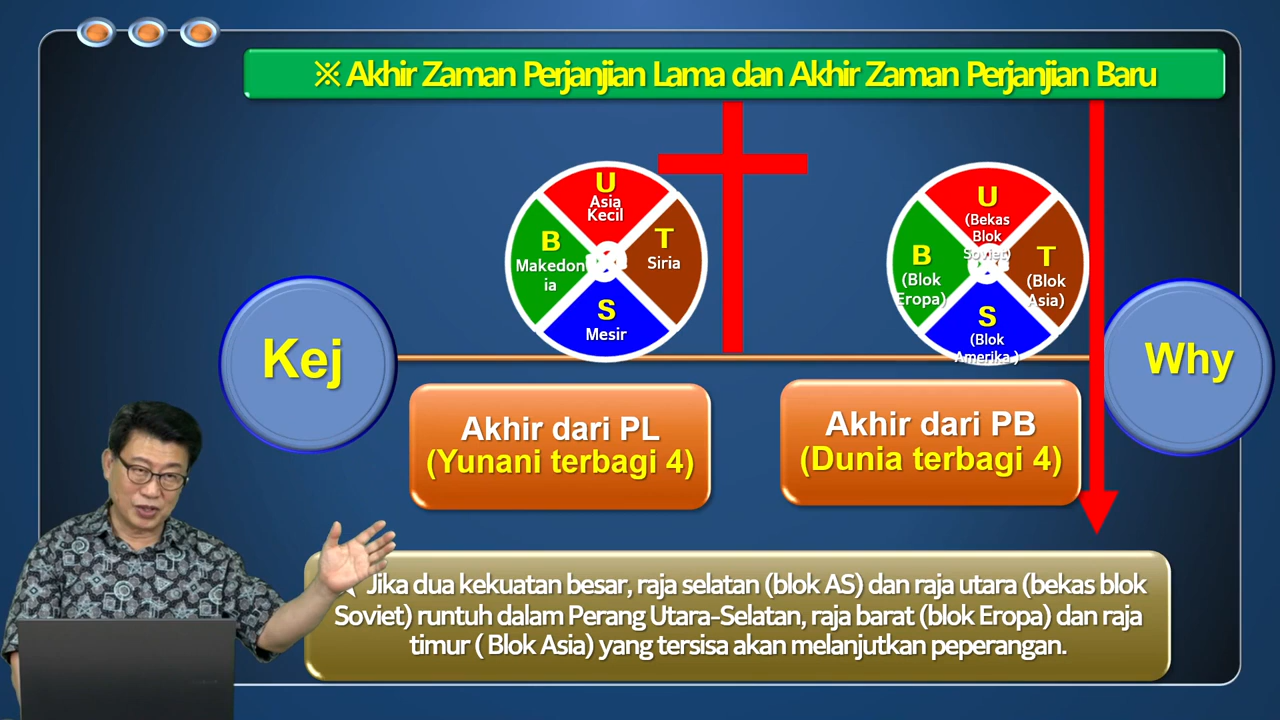 ※ Akhir Zaman Perjanjian Lama dan Akhir Zaman Perjanjian Baru
U
Asia
Kecil
B
Makedon
ia
T
Siria
S
Mesir
U
(Bekas
Blok
Soviet)
B
(Blok
Eropa)
T
(Blok
Asia)
S
(Blok
Amerika )
Kej
Why
Akhir dari PL
(Yunani terbagi 4)
Akhir dari PB
(Dunia terbagi 4)
Jika dua kekuatan besar, raja selatan (blok AS) dan raja utara (bekas blok
Soviet) runtuh dalam Perang Utara-Selatan, raja barat (blok Eropa) dan raja
timur ( Blok Asia) yang tersisa akan melanjutkan peperangan.